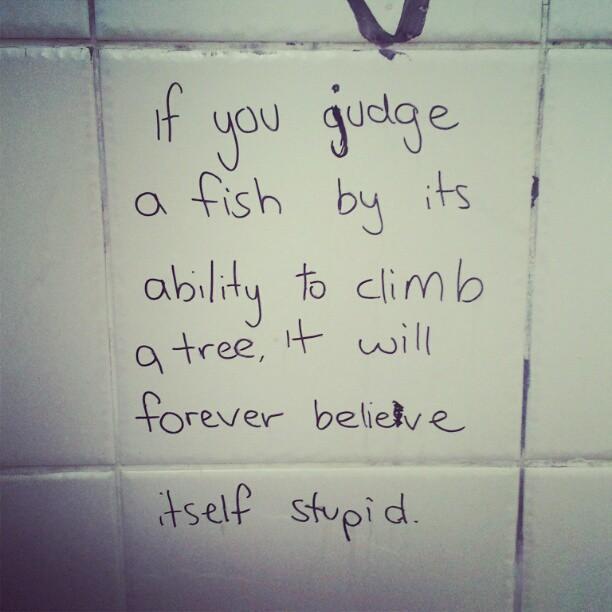 If you judge
a fish by its
ability to climb
a tree, it will
forever believe
itself stupid.